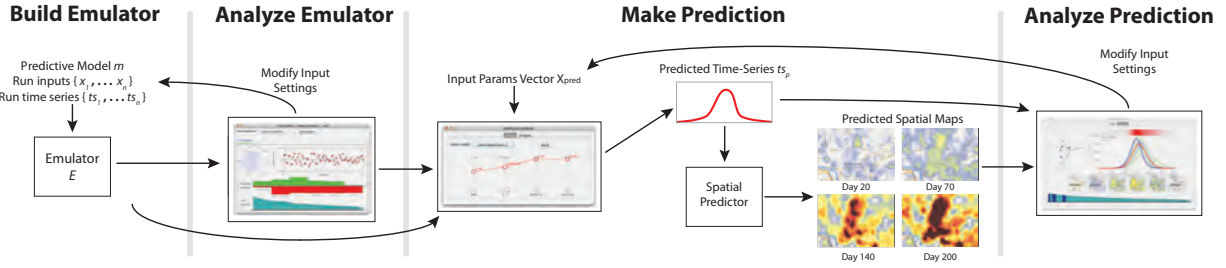 Build Emulator
Analyze Emulator
Make Prediction
Analyze Prediction
Predictive Model m
Run inputs { x1 , . . . xn }
Run time series { ts1 , . . . tsn }
Emulator
E
Modify Input
Settings
Input Params Vector Xpred
Predicted Time-Series tsp
Spatial
Predictor
Predicted Spatial Maps
Day 20
Day 70
Day 140
Day 200
Modify Input
Settings